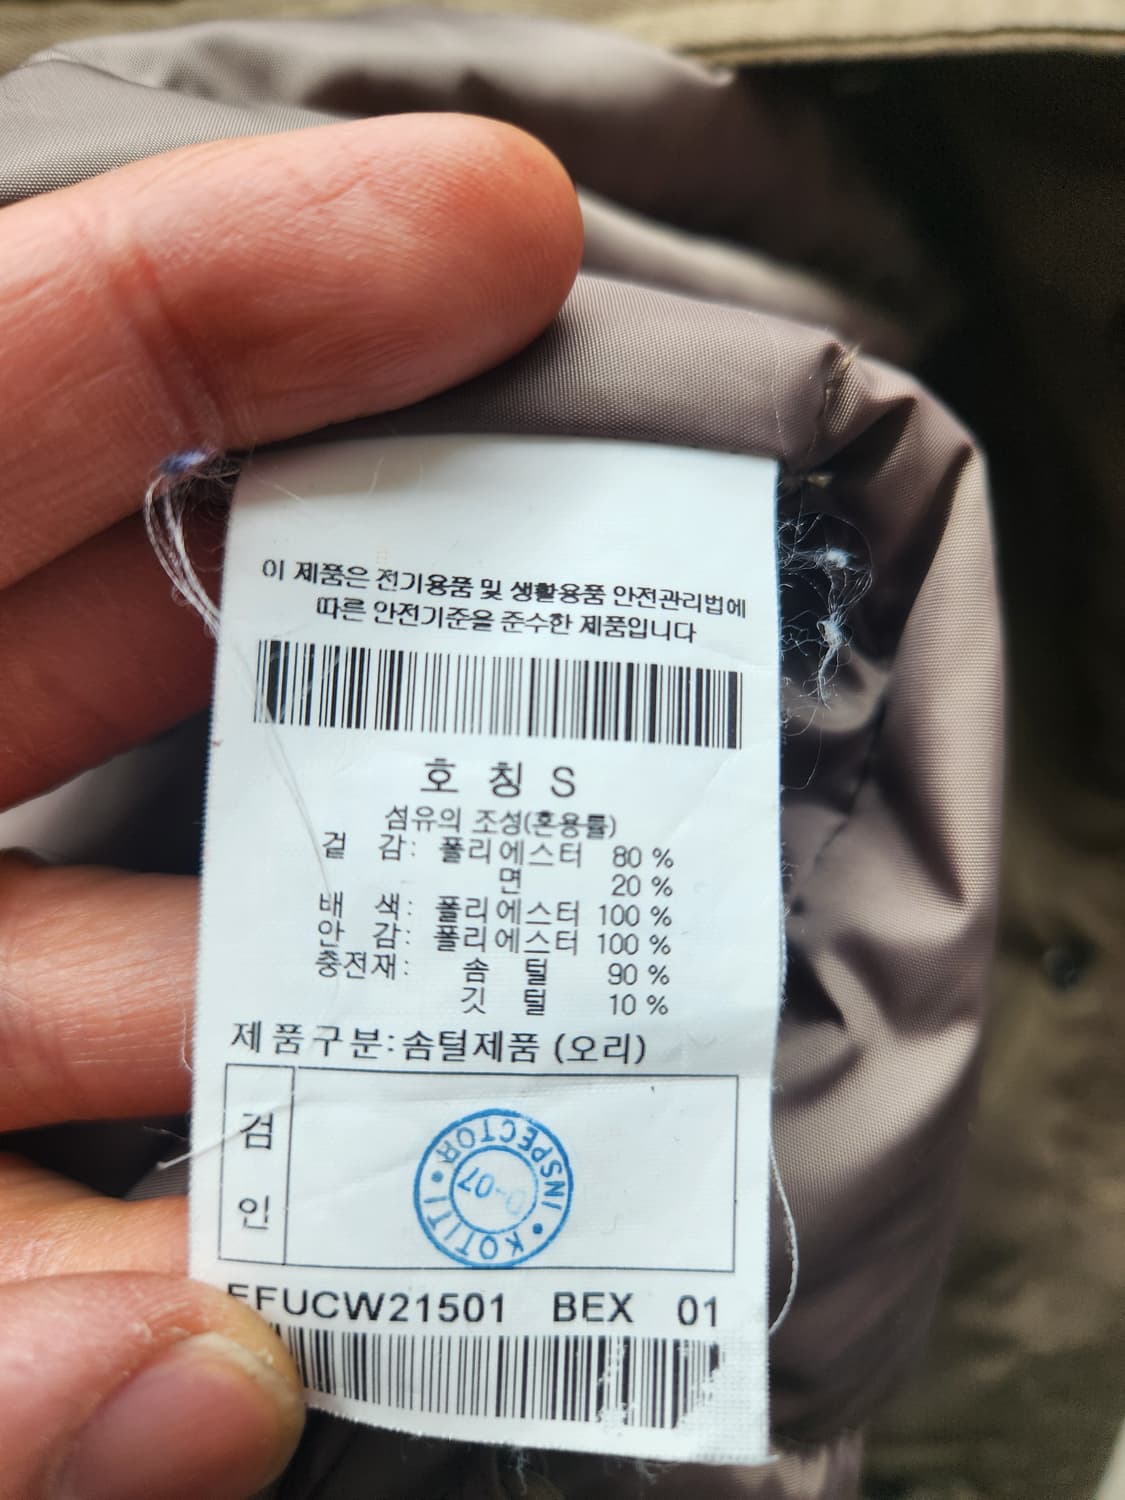 이 제품은 전기용품 및 생활용품 안전관리법에
따른 안전기준을 준수한 제품입니다
호 칭 S
섬유의 조성(혼용률)
겉 감: 폴리에스터 80 %
면 20 %
배 색: 폴리에스터 100 %
안 감: 폴리에스터 100 %
충전재: 솜 털 90 %
깃 털 10 %
제품구분:솜털제품 (오리)
검
인
KOTITI • INSPECTOR •
-07
EFUCW21501 BEX 01